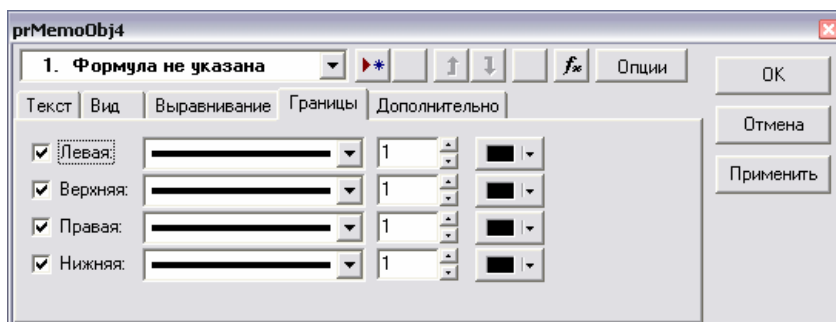 prMemoObj4
1. Формула не указана
fx Опции
OK
Текст Вид Выравнивание Границы Дополнительно
Отмена
Левая: 1
Применить
Верхняя: 1
Правая: 1
Нижняя: 1